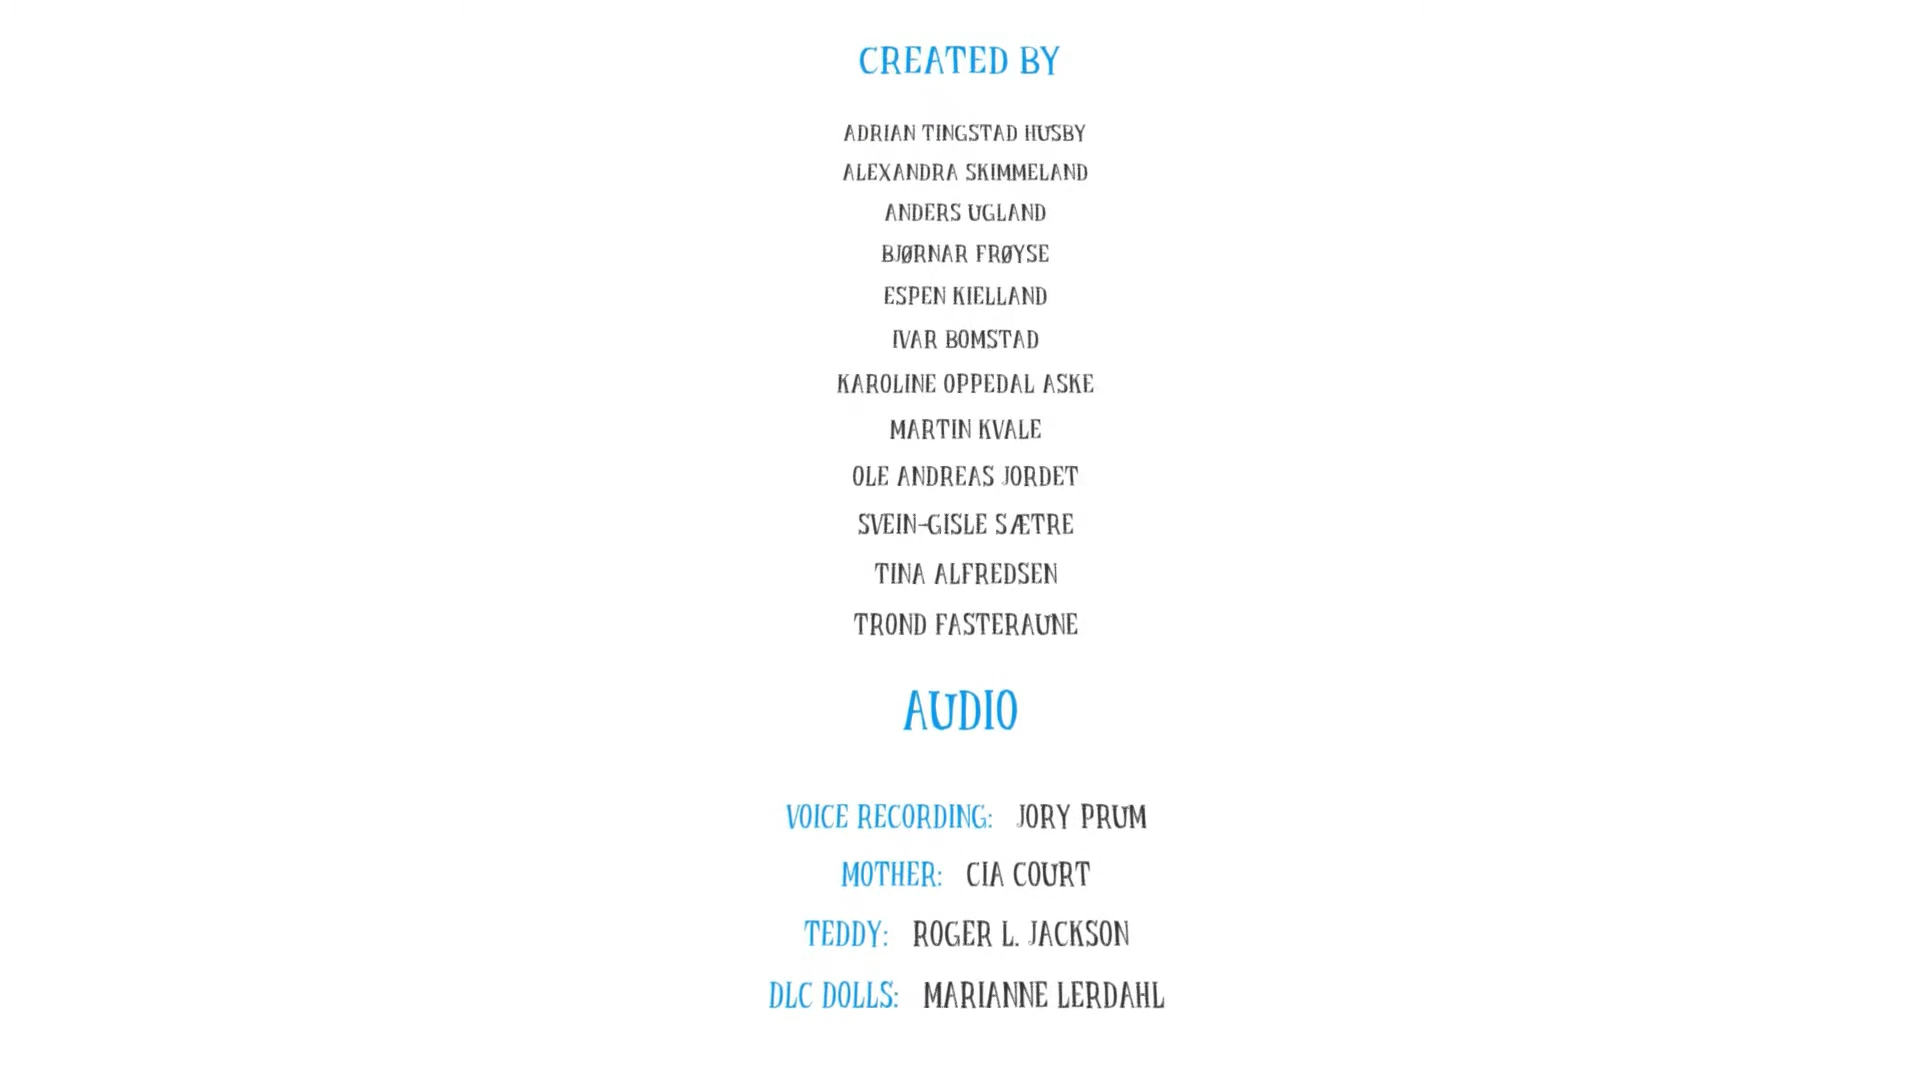 CREATED BY
ADRIAN TINGSTAD HUSBY
ALEXANDRA SKIMMELAND
ANDERS UGLAND
BJØRNAR FRØYSE
ESPEN KIELLAND
IVAR BOMSTAD
KAROLINE OPPEDAL ASKE
MARTIN KVALE
OLE ANDREAS JORDET
SVEIN-GISLE SÆTRE
TINA ALFREDSEN
TROND FASTERAUNE
AUDIO
VOICE RECORDING: JORY PRUM
MOTHER: CIA COURT
TEDDY: ROGER L. JACKSON
DLC DOLLS: MARIANNE LERDAHL